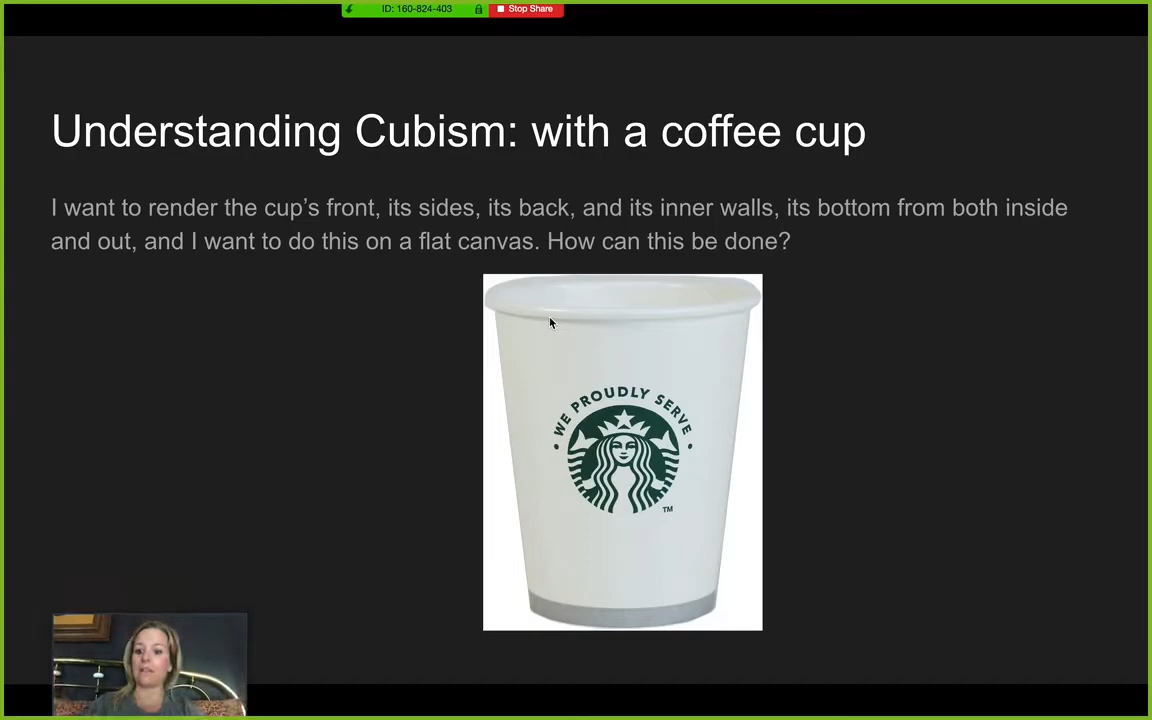 ID: 160-824-403
Stop Share
Understanding Cubism: with a coffee cup
I want to render the cup’s front, its sides, its back, and its inner walls, its bottom from both inside
and out, and I want to do this on a flat canvas. How can this be done?
WE PROUDLY SERVE
TM